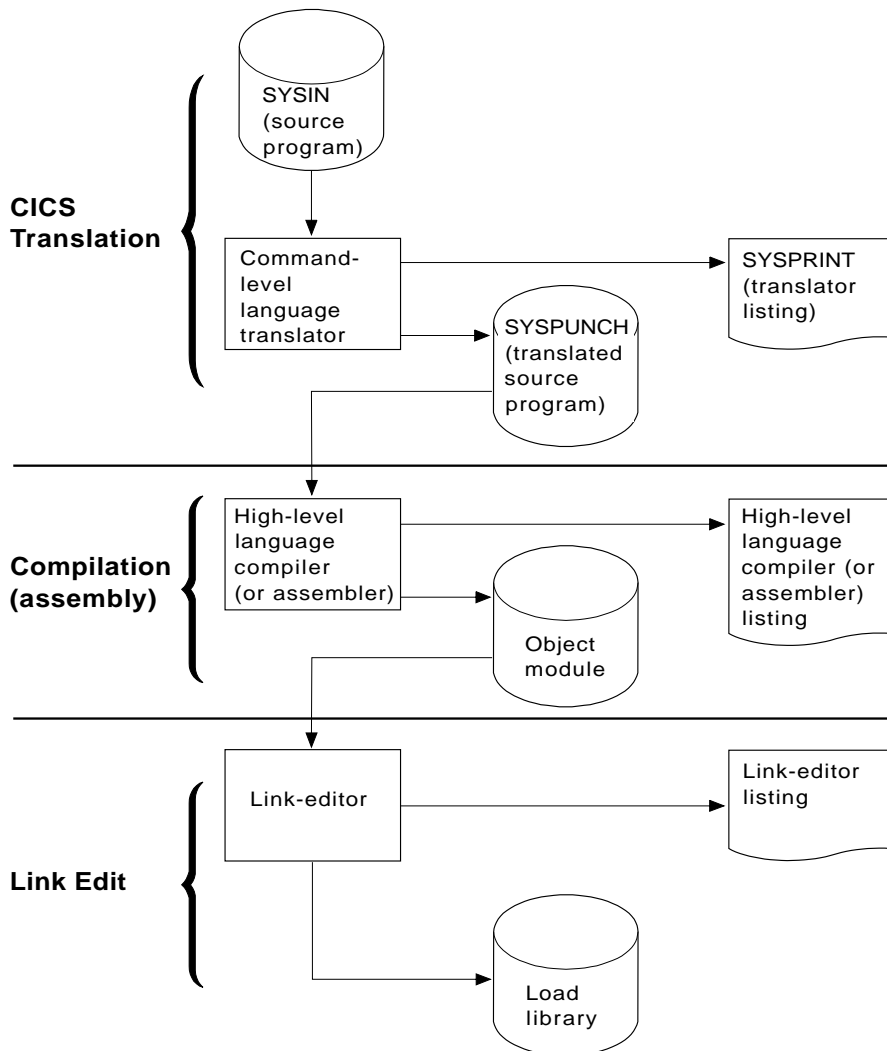 SYSIN
(source
program)
CICS
Translation
Command-
level
language
translator
SYSPRINT
(translator
listing)
SYSPUNCH
(translated
source
program)
Compilation
(assembly)
High-level
language
compiler
(or assembler)
High-level
language
compiler (or
assembler)
listing
Object
module
Link Edit
Link-editor
Link-editor
listing
Load
library